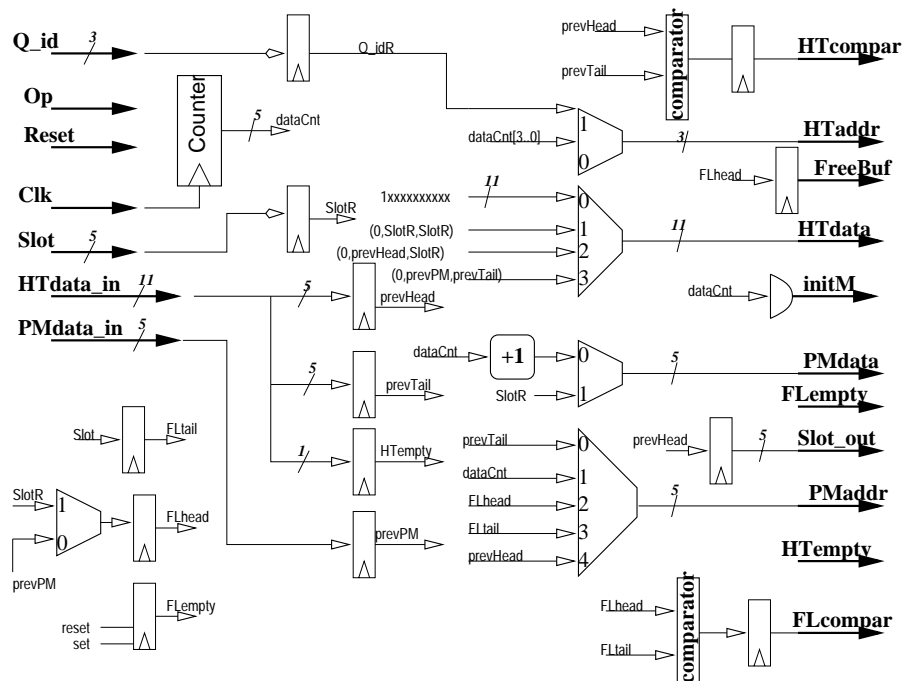 Q_id
3
Q_idR
prevHead
prevTail
comparator
HTcompar
Op
Counter
5
dataCnt
dataCnt[3..0]
1
0
3
HTaddr
Reset
FLhead
FreeBuf
Clk
1xxxxxxxxxx
11
0
Slot
5
SlotR
(0,SlotR,SlotR)
1
11
HTdata
(0,prevHead,SlotR)
2
(0,prevPM,prevTail)
3
HTdata_in
11
5
prevHead
dataCnt
initM
PMdata_in
5
dataCnt
+1
0
5
PMdata
5
prevTail
SlotR
1
FLempty
Slot
FLtail
1
HTempty
prevTail
0
prevHead
5
Slot_out
dataCnt
1
SlotR
1
FLhead
FLhead
2
5
PMaddr
0
prevPM
FLtail
3
prevPM
prevHead
4
HTempty
FLempty
reset
set
FLhead
FLtail
comparator
FLcompar